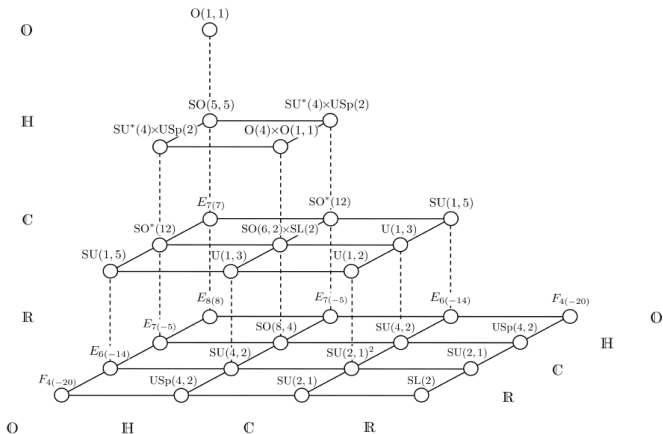 O(1,1)
𝕆
SO(5,5) SU*(4)×USp(2)
ℍ
SU*(4)×USp(2) O(4)×O(1,1)
E₇₍₇₎ SO*(12) SU(1,5)
ℂ
SO*(12) SO(6,2)×SL(2) U(1,3)
SU(1,5) U(1,3) U(1,2)
E₈₍₈₎ E₇₍₋₅₎ E₆₍₋₁₄₎ F₄₍₋₂₀₎
ℝ 𝕆
E₇₍₋₅₎ SO(8,4) SU(4,2) USp(4,2)
ℍ
E₆₍₋₁₄₎ SU(4,2) SU(2,1)² SU(2,1)
ℂ
F₄₍₋₂₀₎ USp(4,2) SU(2,1) SL(2)
ℝ
𝕆 ℍ ℂ ℝ